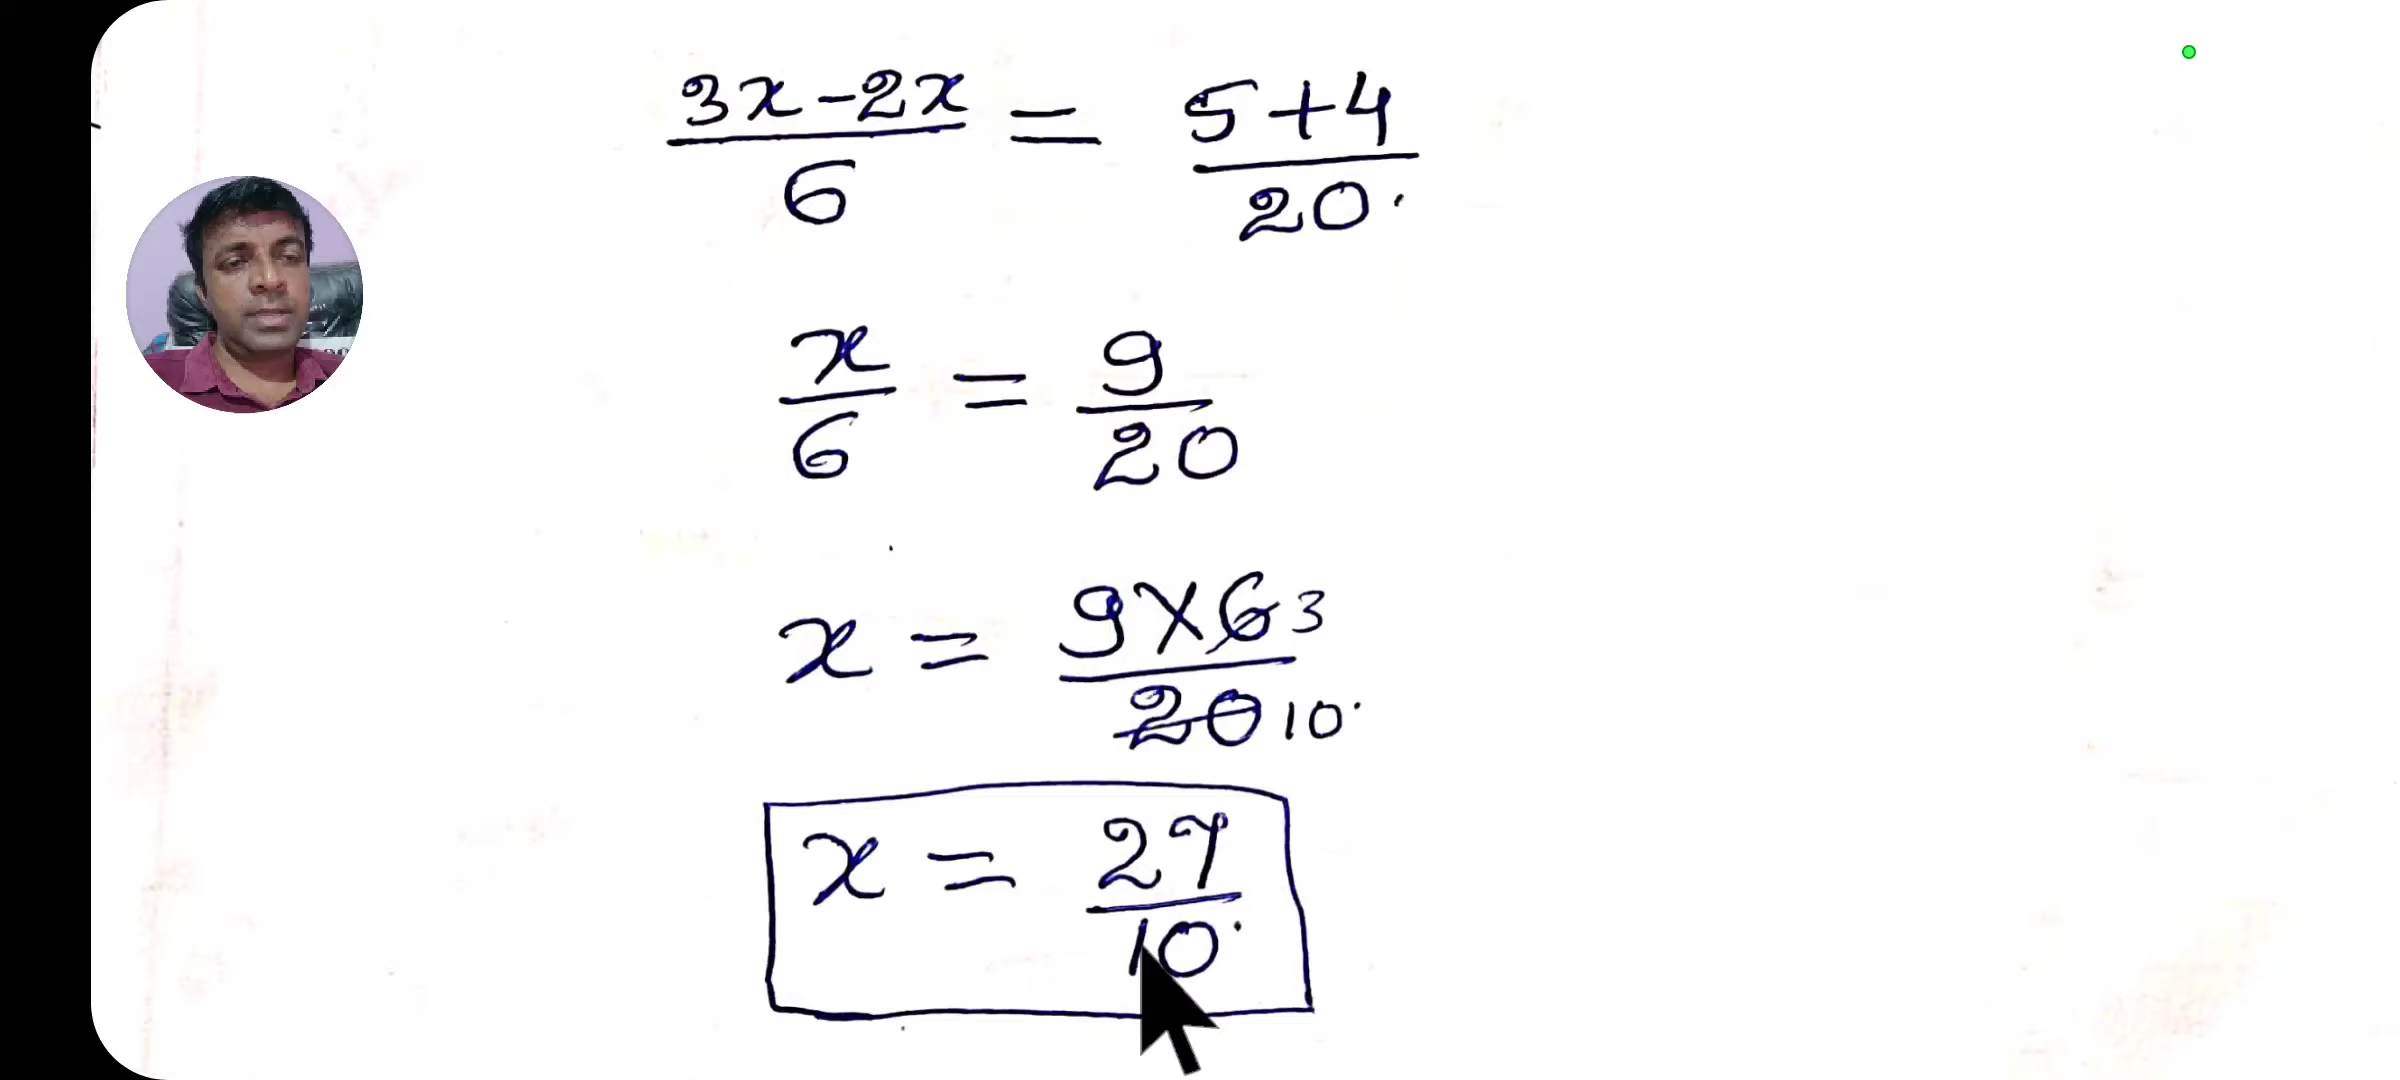 3x-2x/6 = 5+4/20.
x/6 = 9/20
x = 9×6 3/20 10.
x = 27/10.